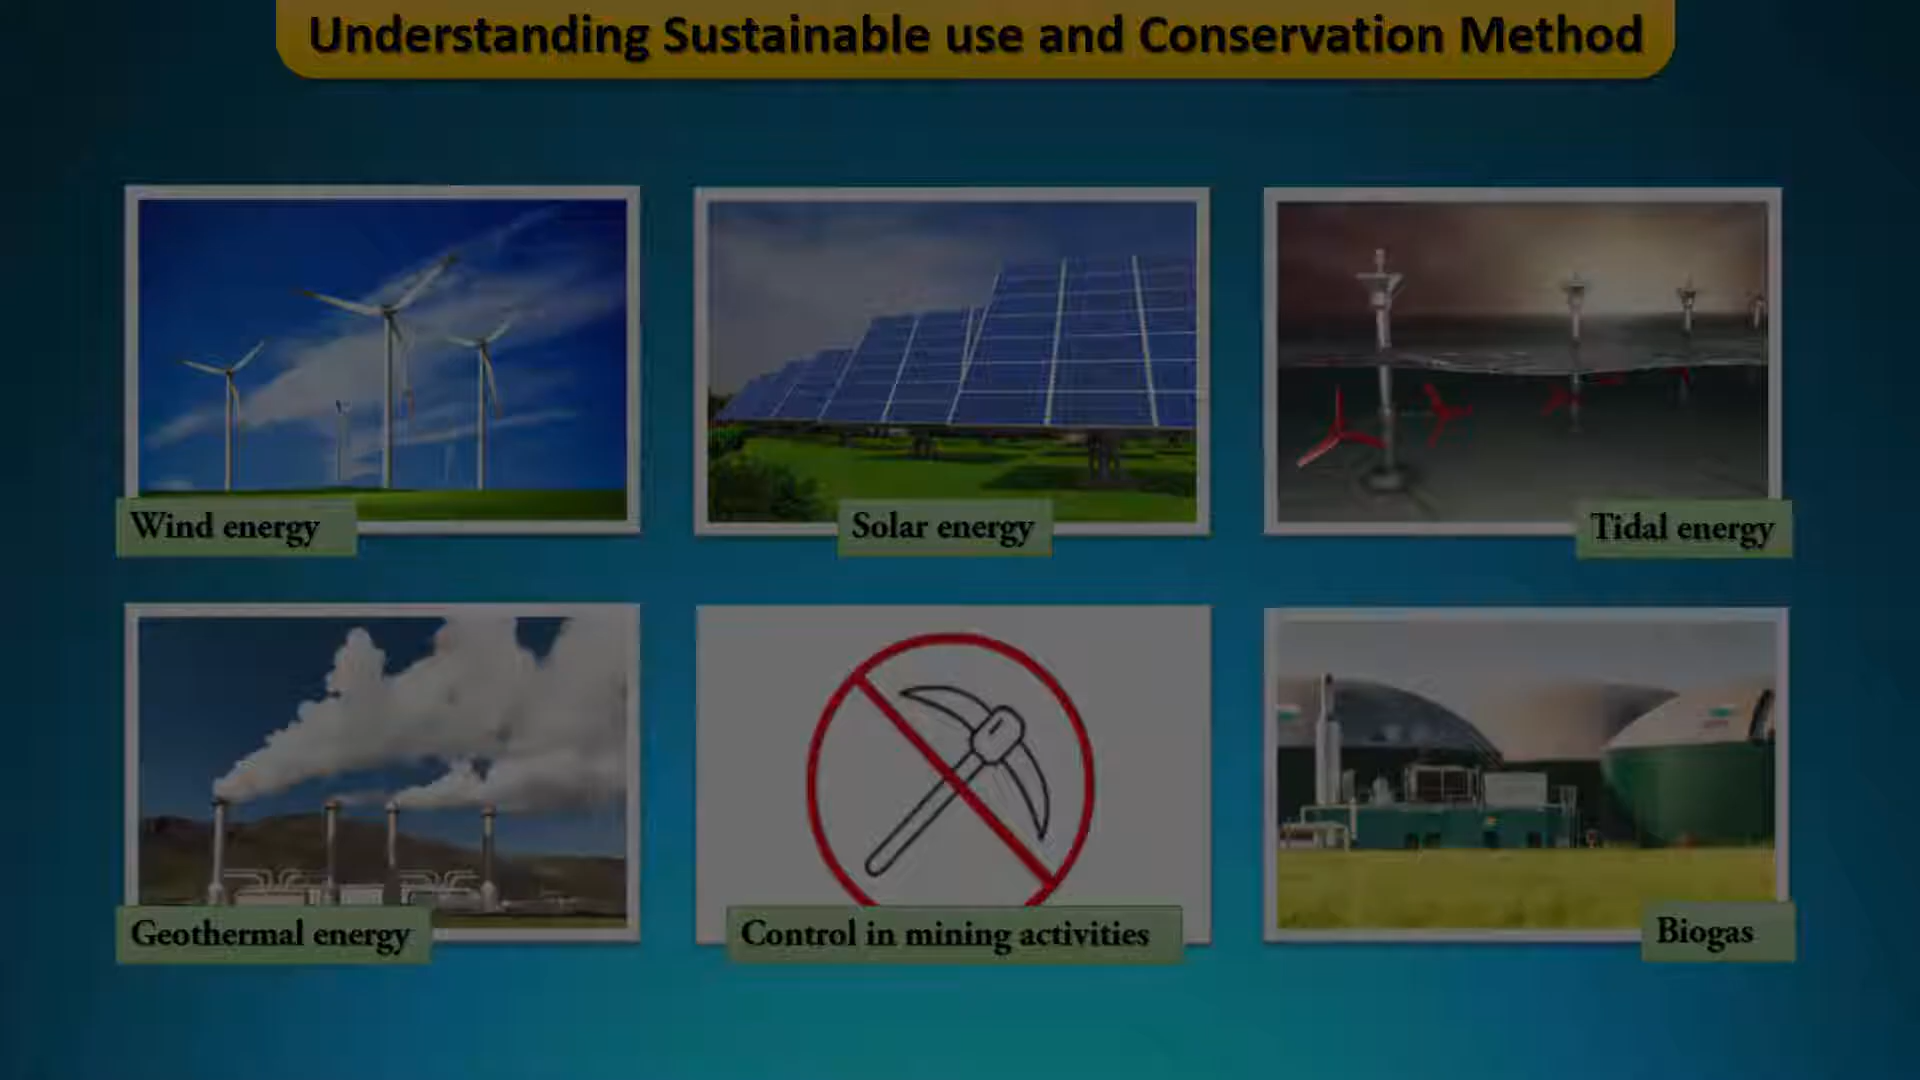 Understanding Sustainable use and Conservation Method
Wind energy
Solar energy
Tidal energy
Geothermal energy
Control in mining activities
Biogas